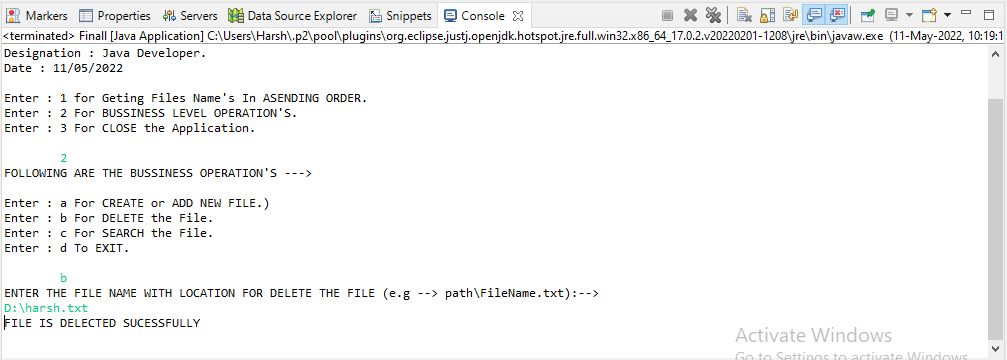 Markers Properties Servers Data Source Explorer Snippets Console
<terminated> Finall [Java Application] C:\Users\Harsh\.p2\pool\plugins\org.eclipse.justj.openjdk.hotspot.jre.full.win32.x86_64_17.0.2.v20220201-1208\jre\bin\javaw.exe (11-May-2022, 10:19:1
Designation : Java Developer.
Date : 11/05/2022
Enter : 1 for Geting Files Name's In ASENDING ORDER.
Enter : 2 For BUSSINESS LEVEL OPERATION'S.
Enter : 3 For CLOSE the Application.
2
FOLLOWING ARE THE BUSSINESS OPERATION'S --->
Enter : a For CREATE or ADD NEW FILE.)
Enter : b For DELETE the File.
Enter : c For SEARCH the File.
Enter : d To EXIT.
b
ENTER THE FILE NAME WITH LOCATION FOR DELETE THE FILE (e.g --> path\FileName.txt):-->
D:\harsh.txt
FILE IS DELECTED SUCESSFULLY
Activate Windows
Go to Settings to activate Windows.